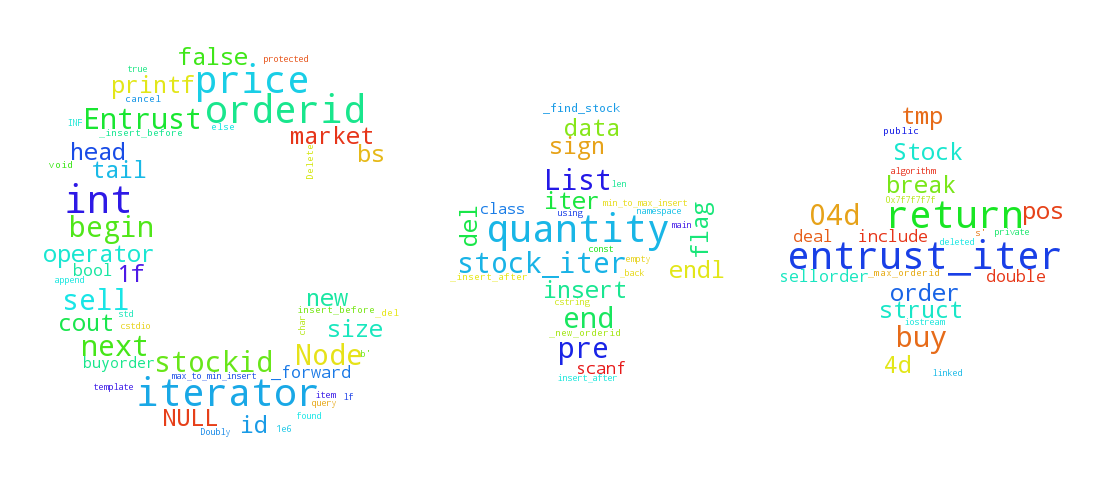 false
protected
true
price
printf
cancel
orderid
Entrust
INF
else
_insert_before
market
head
bs
void
tail
Delete
int
begin
operator
bool
1f
append
sell
std
new
insert_before
_del
cout
cstdio
char
size
next
buyorder
stockid
Node
b'
max_to_min_insert
_forward
template
iterator
item
lf
query
NULL
id
found
Doubly
1e6
_find_stock
data
sign
List
len
iter
min_to_max_insert
class
using
namespace
del
quantity
main
flag
const
stock_iter
empty
_back
endl
_insert_after
insert
cstring
end
_new_orderid
pre
scanf
insert_after
tmp
public
Stock
algorithm
break
0x7f7f7f7f
04d
return
pos
deal
include
s'
private
deleted
entrust_iter
sellorder
_max_orderid
double
order
struct
iostream
buy
4d
linked